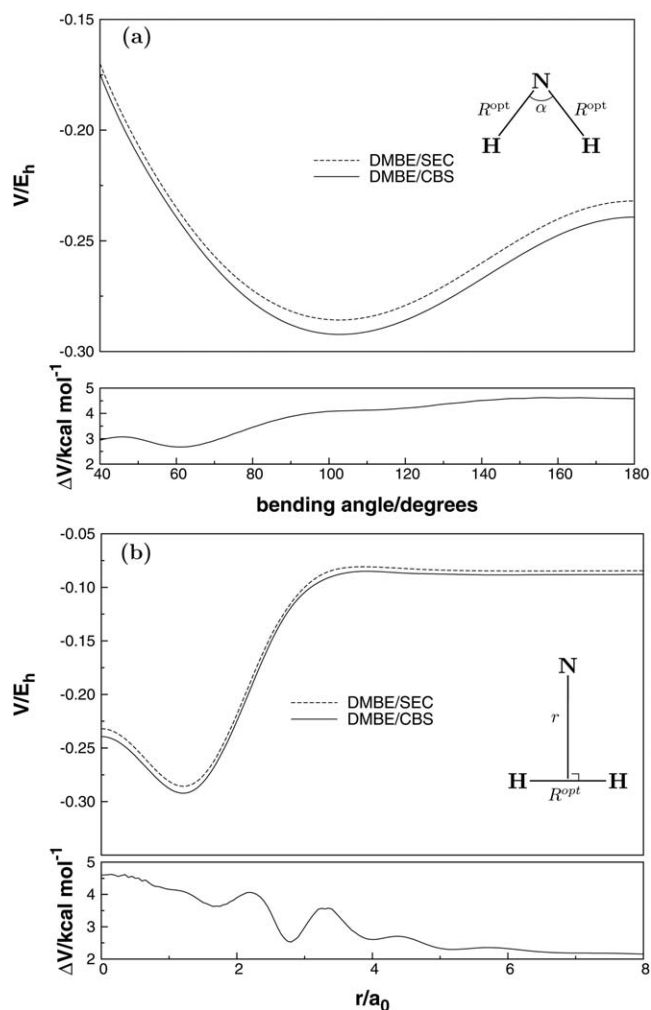 (a)
-0.15
-0.20
-0.25
-0.30
V/E_h
N
R^opt α R^opt
H H
DMBE/SEC
DMBE/CBS
5
4
3
2
ΔV/kcal mol⁻¹
40 60 80 100 120 140 160 180
bending angle/degrees
(b)
-0.05
-0.10
-0.15
-0.20
-0.25
-0.30
V/E_h
DMBE/SEC
DMBE/CBS
N
r
H H
R^opt
5
4
3
2
ΔV/kcal mol⁻¹
0 2 4 6 8
r/a₀